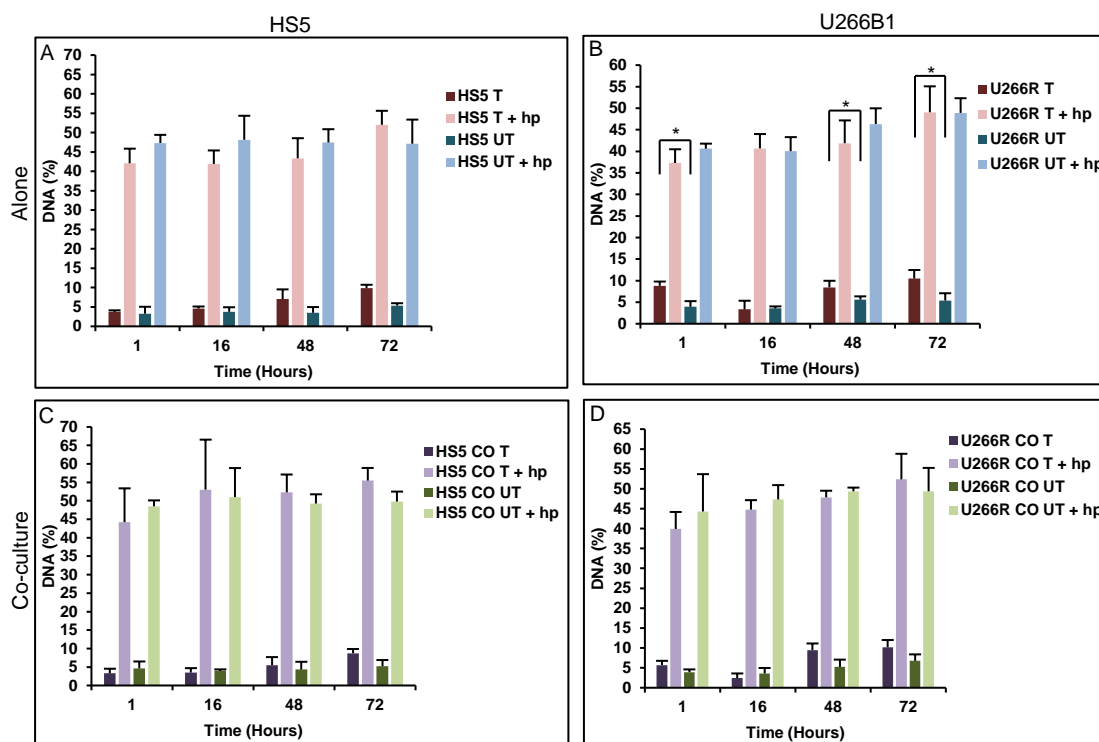 HS5
U266B1
Alone
Co-culture
A
DNA (%)
70
65
60
55
50
45
40
35
30
25
20
15
10
5
0
1 16 48 72
Time (Hours)
HS5 T
HS5 T + hp
HS5 UT
HS5 UT + hp
B
DNA (%)
60
55
50
45
40
35
30
25
20
15
10
5
0
* * *
1 16 48 72
Time (Hours)
U266R T
U266R T + hp
U266R UT
U266R UT + hp
C
DNA (%)
70
65
60
55
50
45
40
35
30
25
20
15
10
5
0
1 16 48 72
Time (Hours)
HS5 CO T
HS5 CO T + hp
HS5 CO UT
HS5 CO UT + hp
D
DNA (%)
65
60
55
50
45
40
35
30
25
20
15
10
5
0
1 16 48 72
Time (Hours)
U266R CO T
U266R CO T + hp
U266R CO UT
U266R CO UT + hp